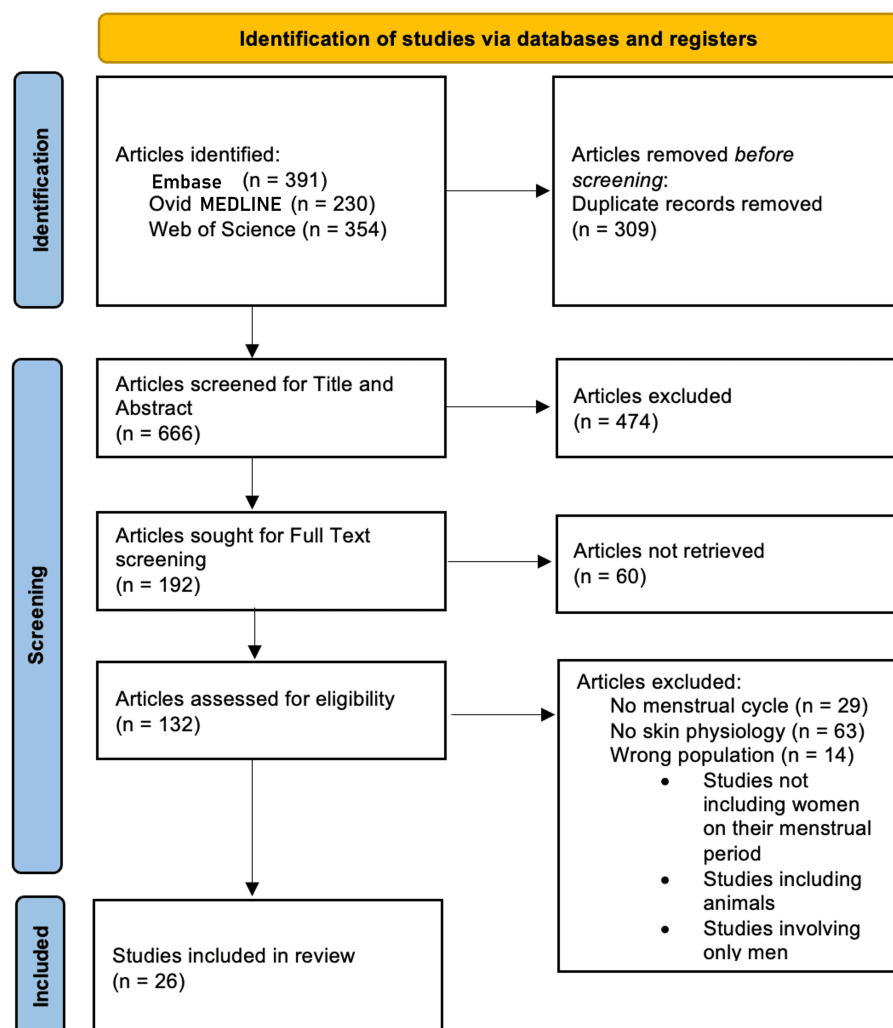 Identification of studies via databases and registers
Identification
Articles identified:
Embase (n = 391)
Ovid MEDLINE (n = 230)
Web of Science (n = 354)
Articles removed before
screening:
Duplicate records removed
(n = 309)
Screening
Articles screened for Title and
Abstract
(n = 666)
Articles excluded
(n = 474)
Articles sought for Full Text
screening
(n = 192)
Articles not retrieved
(n = 60)
Articles assessed for eligibility
(n = 132)
Articles excluded:
No menstrual cycle (n = 29)
No skin physiology (n = 63)
Wrong population (n = 14)
• Studies not
including women
on their menstrual
period
• Studies including
animals
• Studies involving
only men
Included
Studies included in review
(n = 26)